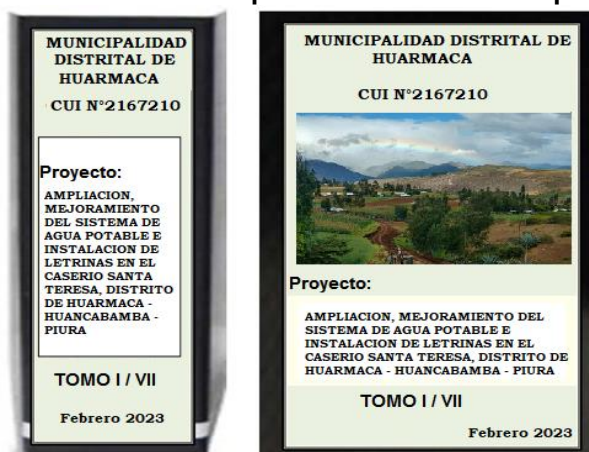 MUNICIPALIDAD
DISTRITAL DE
HUARMACA
CUI N°2167210
Proyecto:
AMPLIACION,
MEJORAMIENTO
DEL SISTEMA DE
AGUA POTABLE E
INSTALACION DE
LETRINAS EN EL
CASERIO SANTA
TERESA, DISTRITO
DE HUARMACA -
HUANCABAMBA -
PIURA
TOMO I / VII
Febrero 2023
MUNICIPALIDAD DISTRITAL DE
HUARMACA
CUI N°2167210
Proyecto:
AMPLIACION, MEJORAMIENTO DEL
SISTEMA DE AGUA POTABLE E
INSTALACION DE LETRINAS EN EL
CASERIO SANTA TERESA, DISTRITO DE
HUARMACA - HUANCABAMBA - PIURA
TOMO I / VII
Febrero 2023